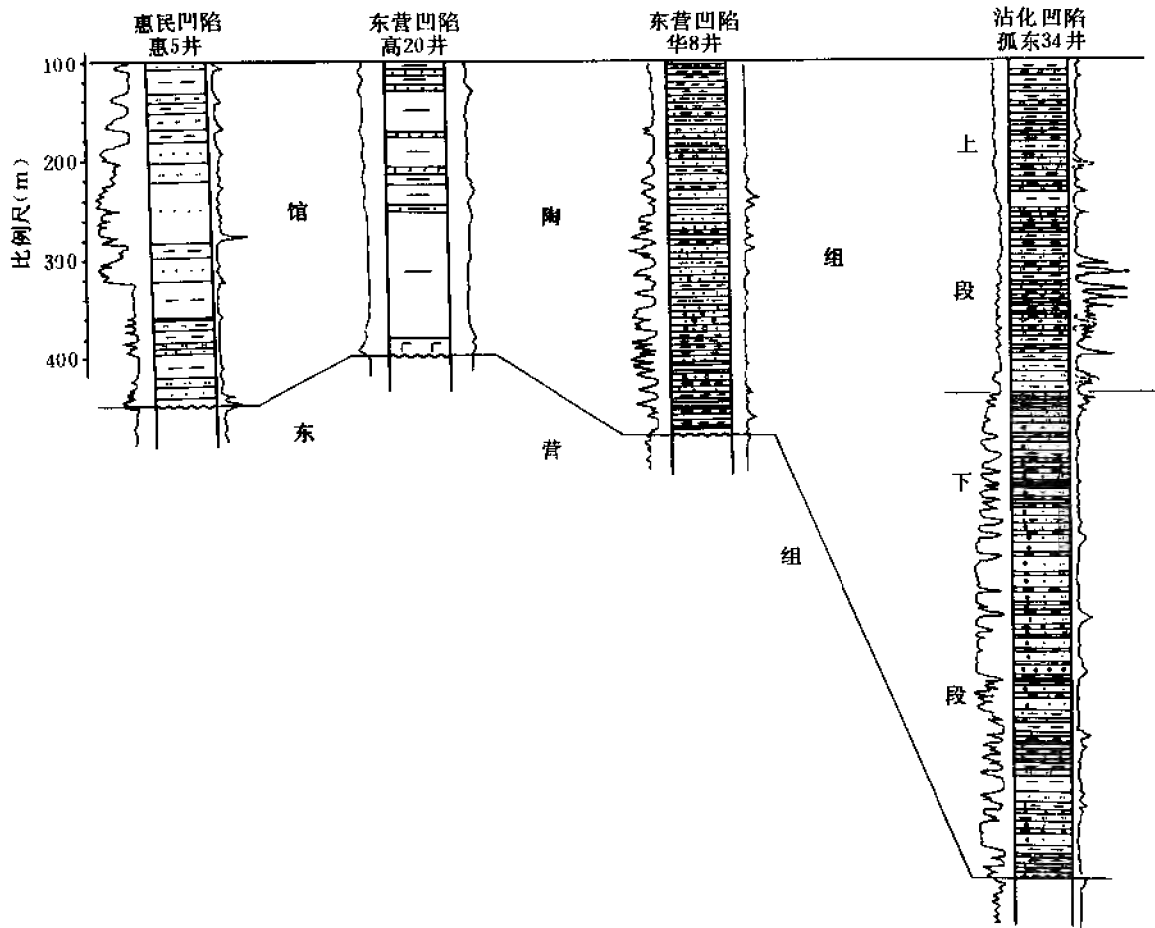 惠民凹陷
惠5井
东营凹陷
高20井
东营凹陷
华8井
沾化凹陷
孤东34井
比例尺(m)
100
200
300
400
馆
陶
组
上
段
下
段
东
营
组